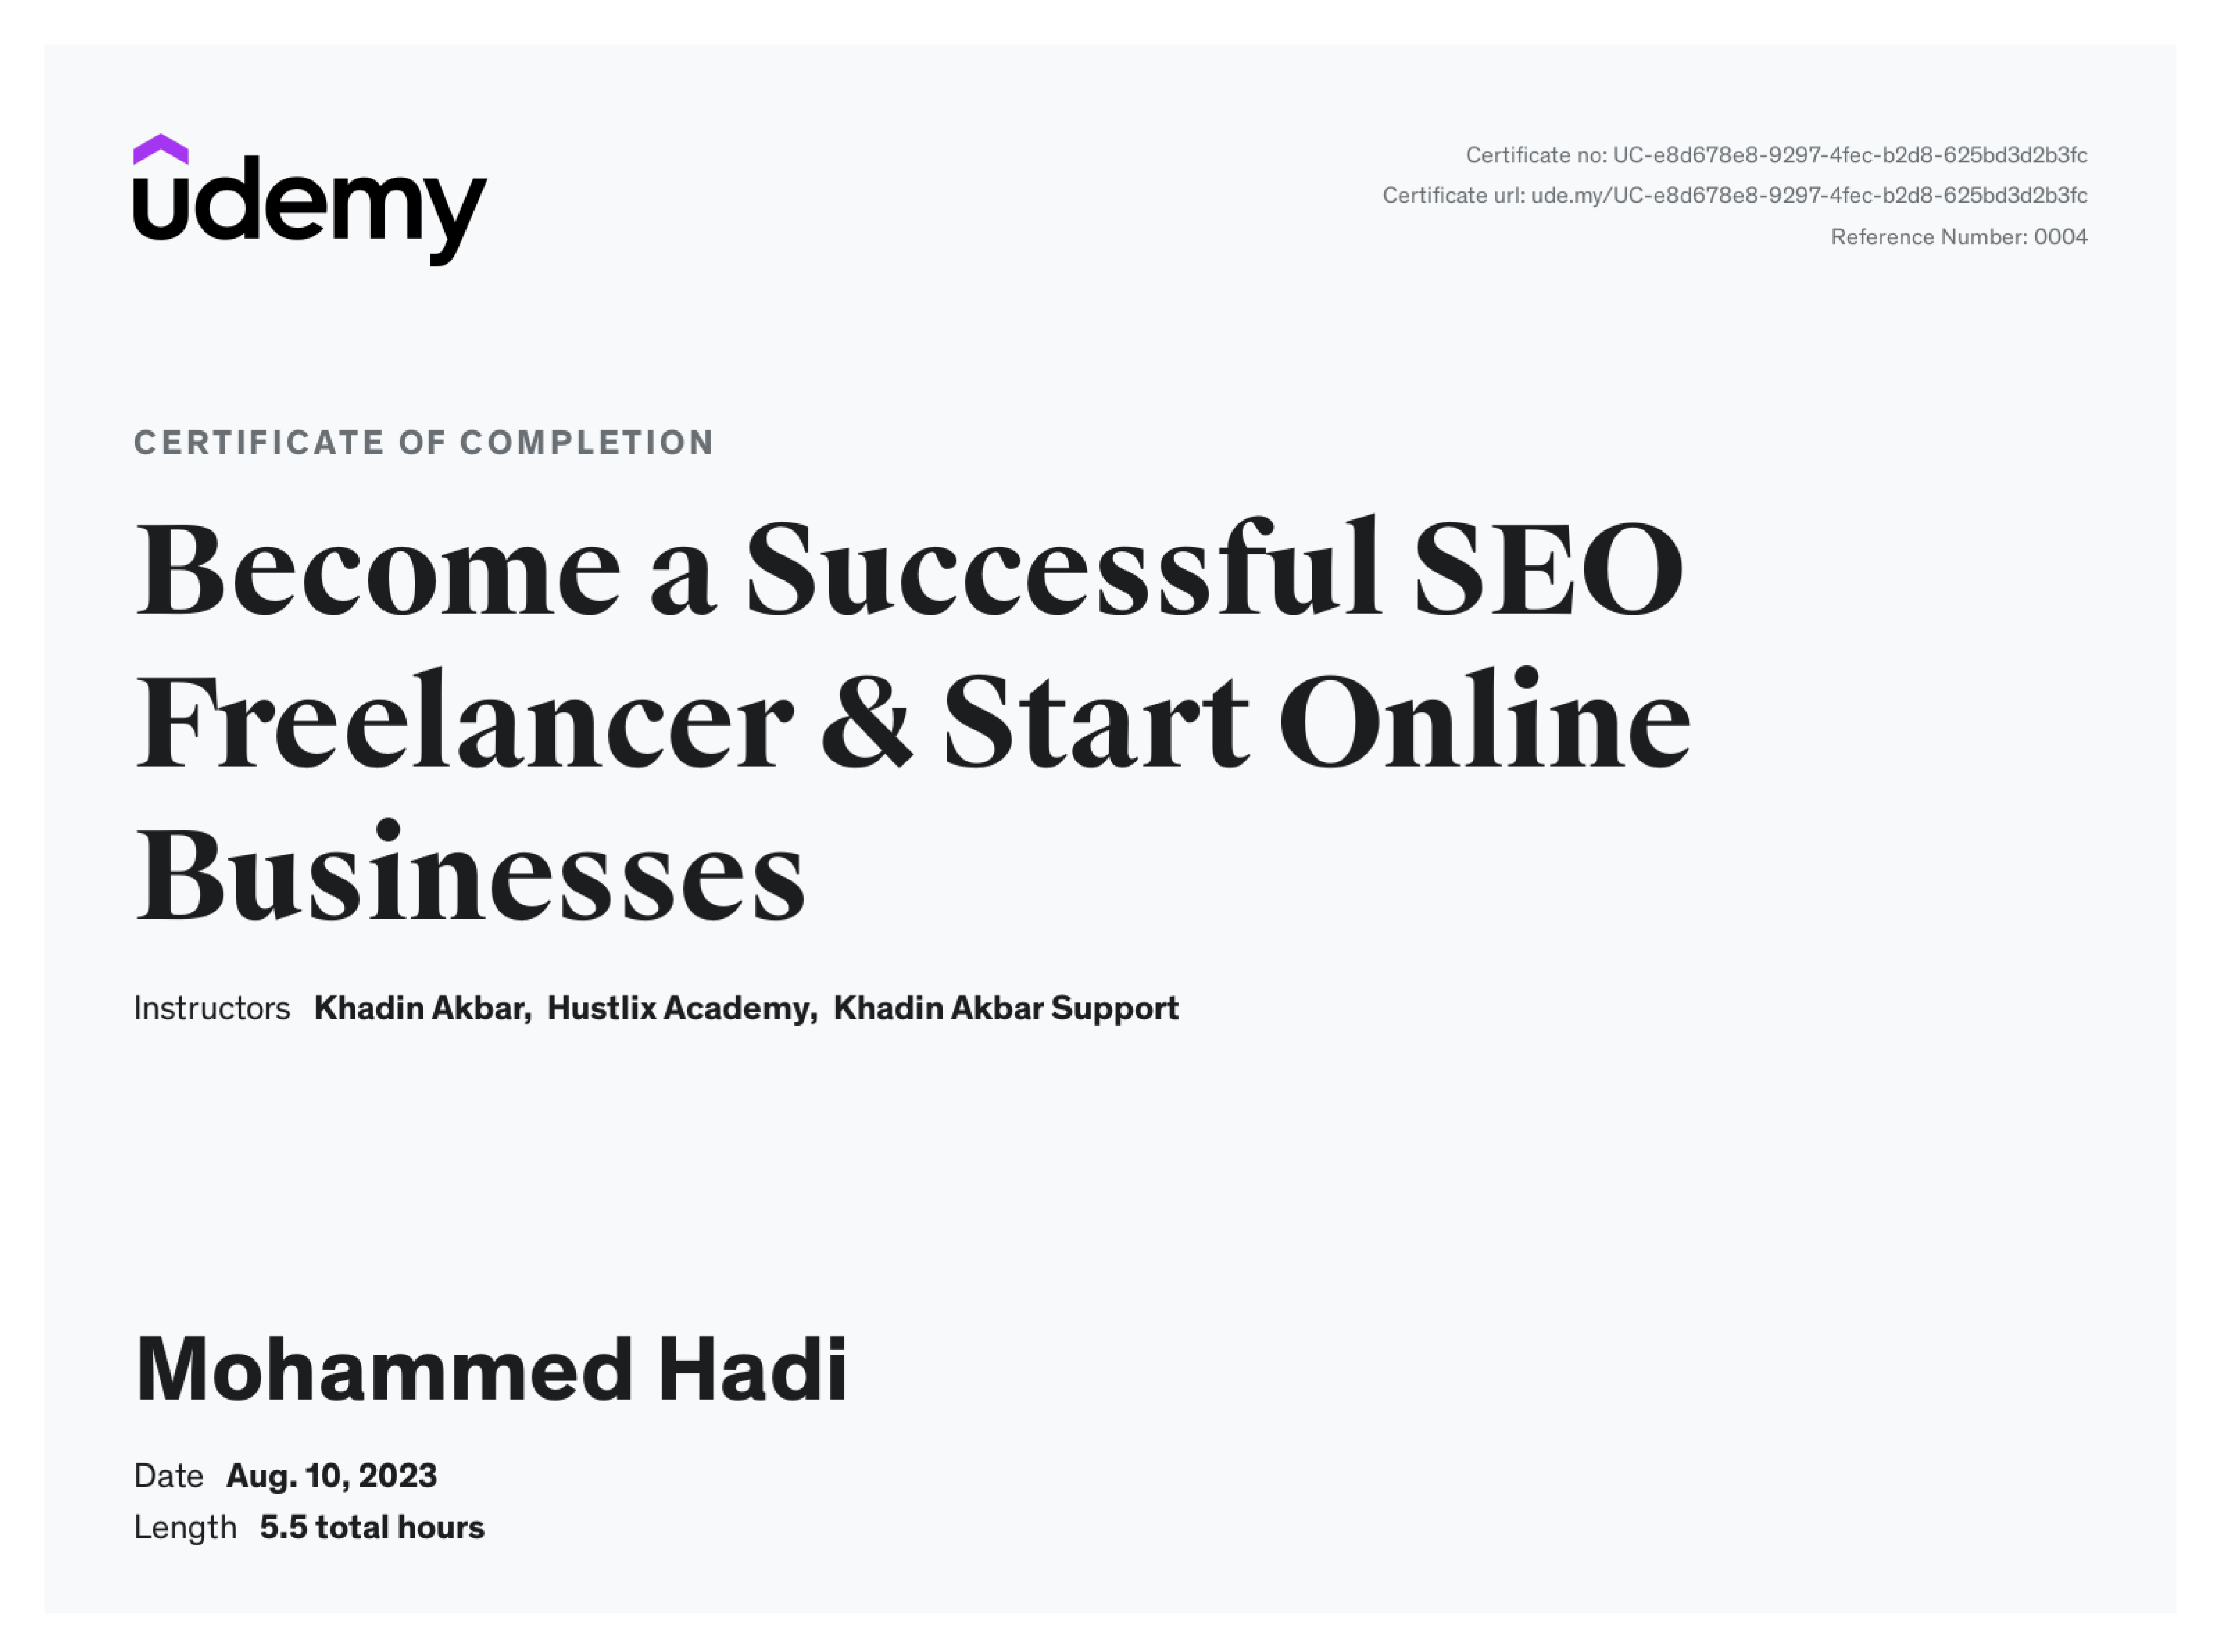 udemy
Certificate no: UC-e8d678e8-9297-4fec-b2d8-625bd3d2b3fc
Certificate url: ude.my/UC-e8d678e8-9297-4fec-b2d8-625bd3d2b3fc
Reference Number: 0004
CERTIFICATE OF COMPLETION
Become a Successful SEO
Freelancer & Start Online
Businesses
Instructors Khadin Akbar, Hustlix Academy, Khadin Akbar Support
Mohammed Hadi
Date Aug. 10, 2023
Length 5.5 total hours